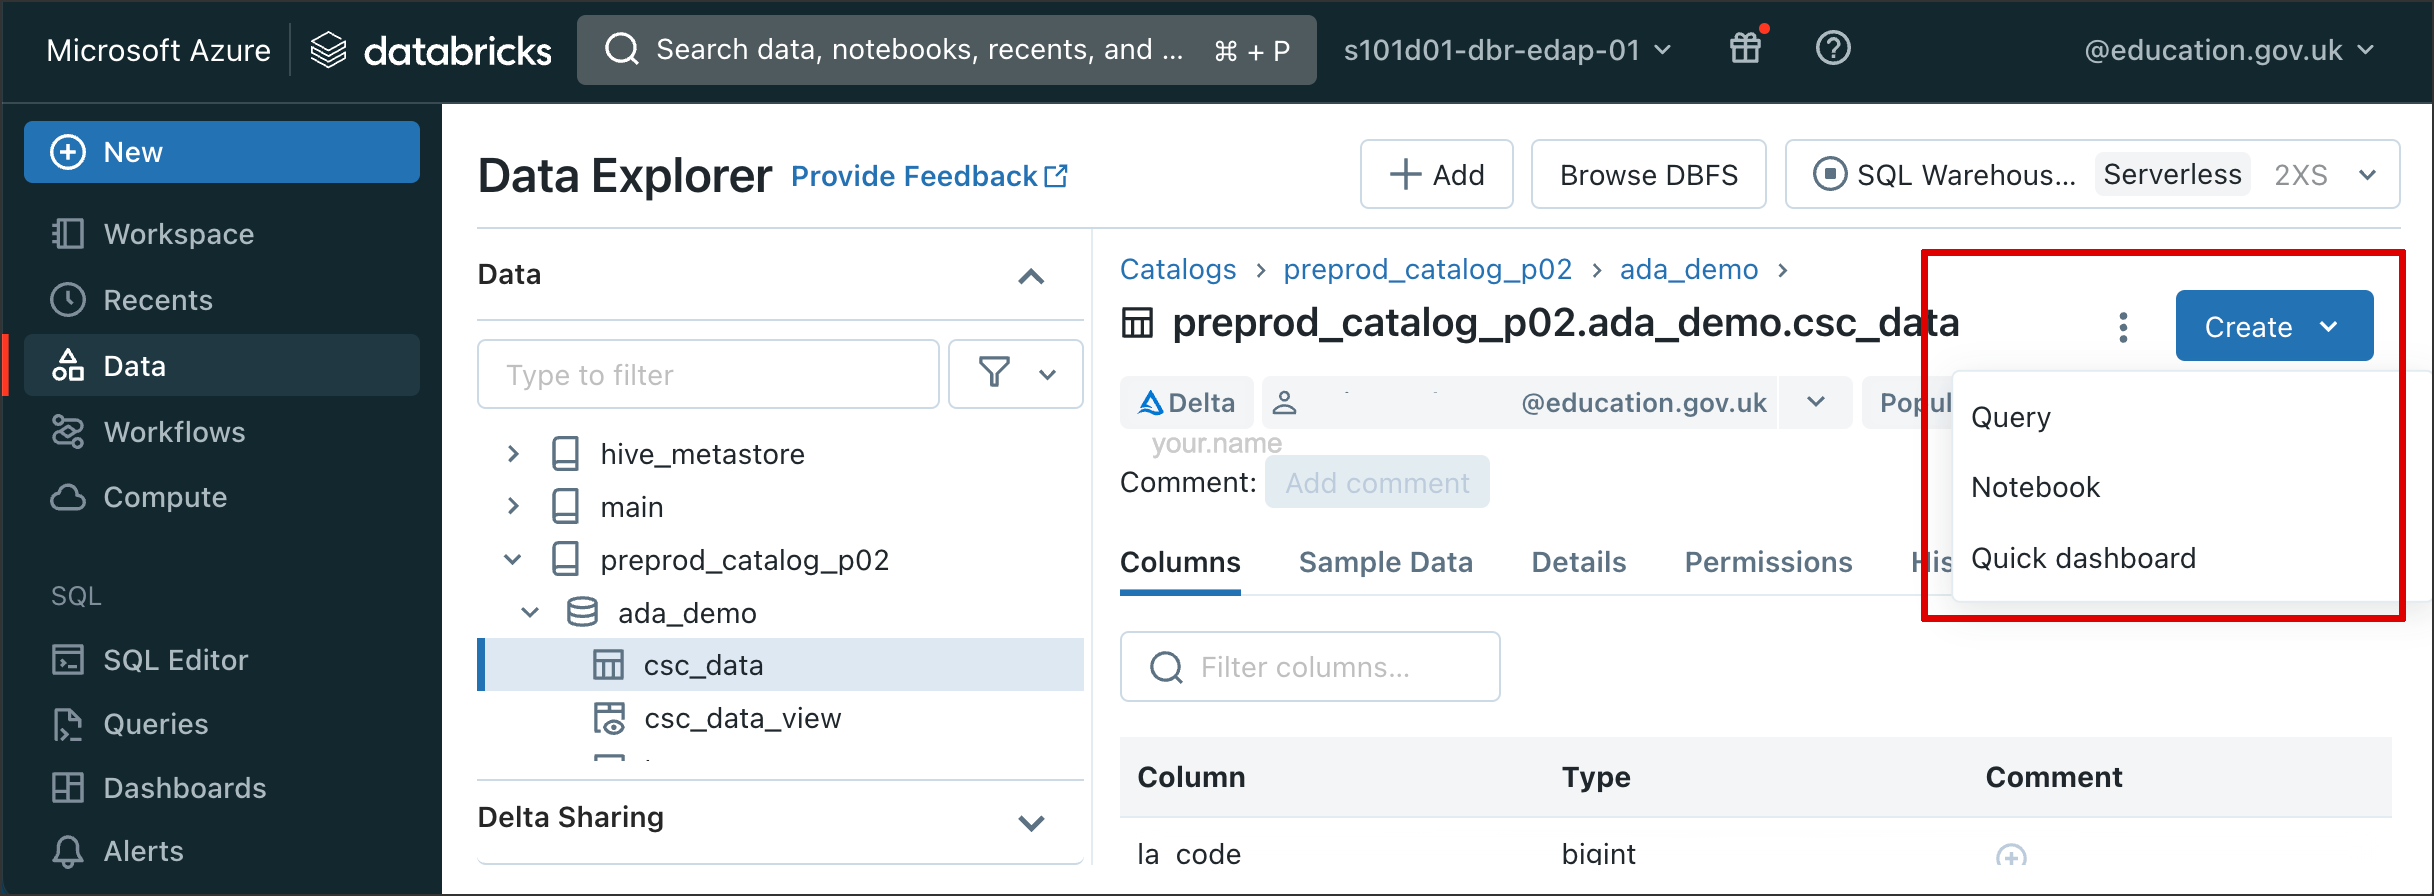 Microsoft Azure databricks Search data, notebooks, recents, and ... ⌘ + P s101d01-dbr-edap-01 @education.gov.uk
New
Workspace
Recents
Data
Workflows
Compute
SQL
SQL Editor
Queries
Dashboards
Alerts
Data Explorer Provide Feedback
Add Browse DBFS SQL Warehous... Serverless 2XS
Data
Type to filter
hive_metastore
main
preprod_catalog_p02
ada_demo
csc_data
csc_data_view
Delta Sharing
Catalogs > preprod_catalog_p02 > ada_demo >
preprod_catalog_p02.ada_demo.csc_data
Create
Query
Notebook
Quick dashboard
Delta @education.gov.uk Popul
your.name
Comment: Add comment
Columns Sample Data Details Permissions His
Filter columns...
Column Type Comment
la_code bigint